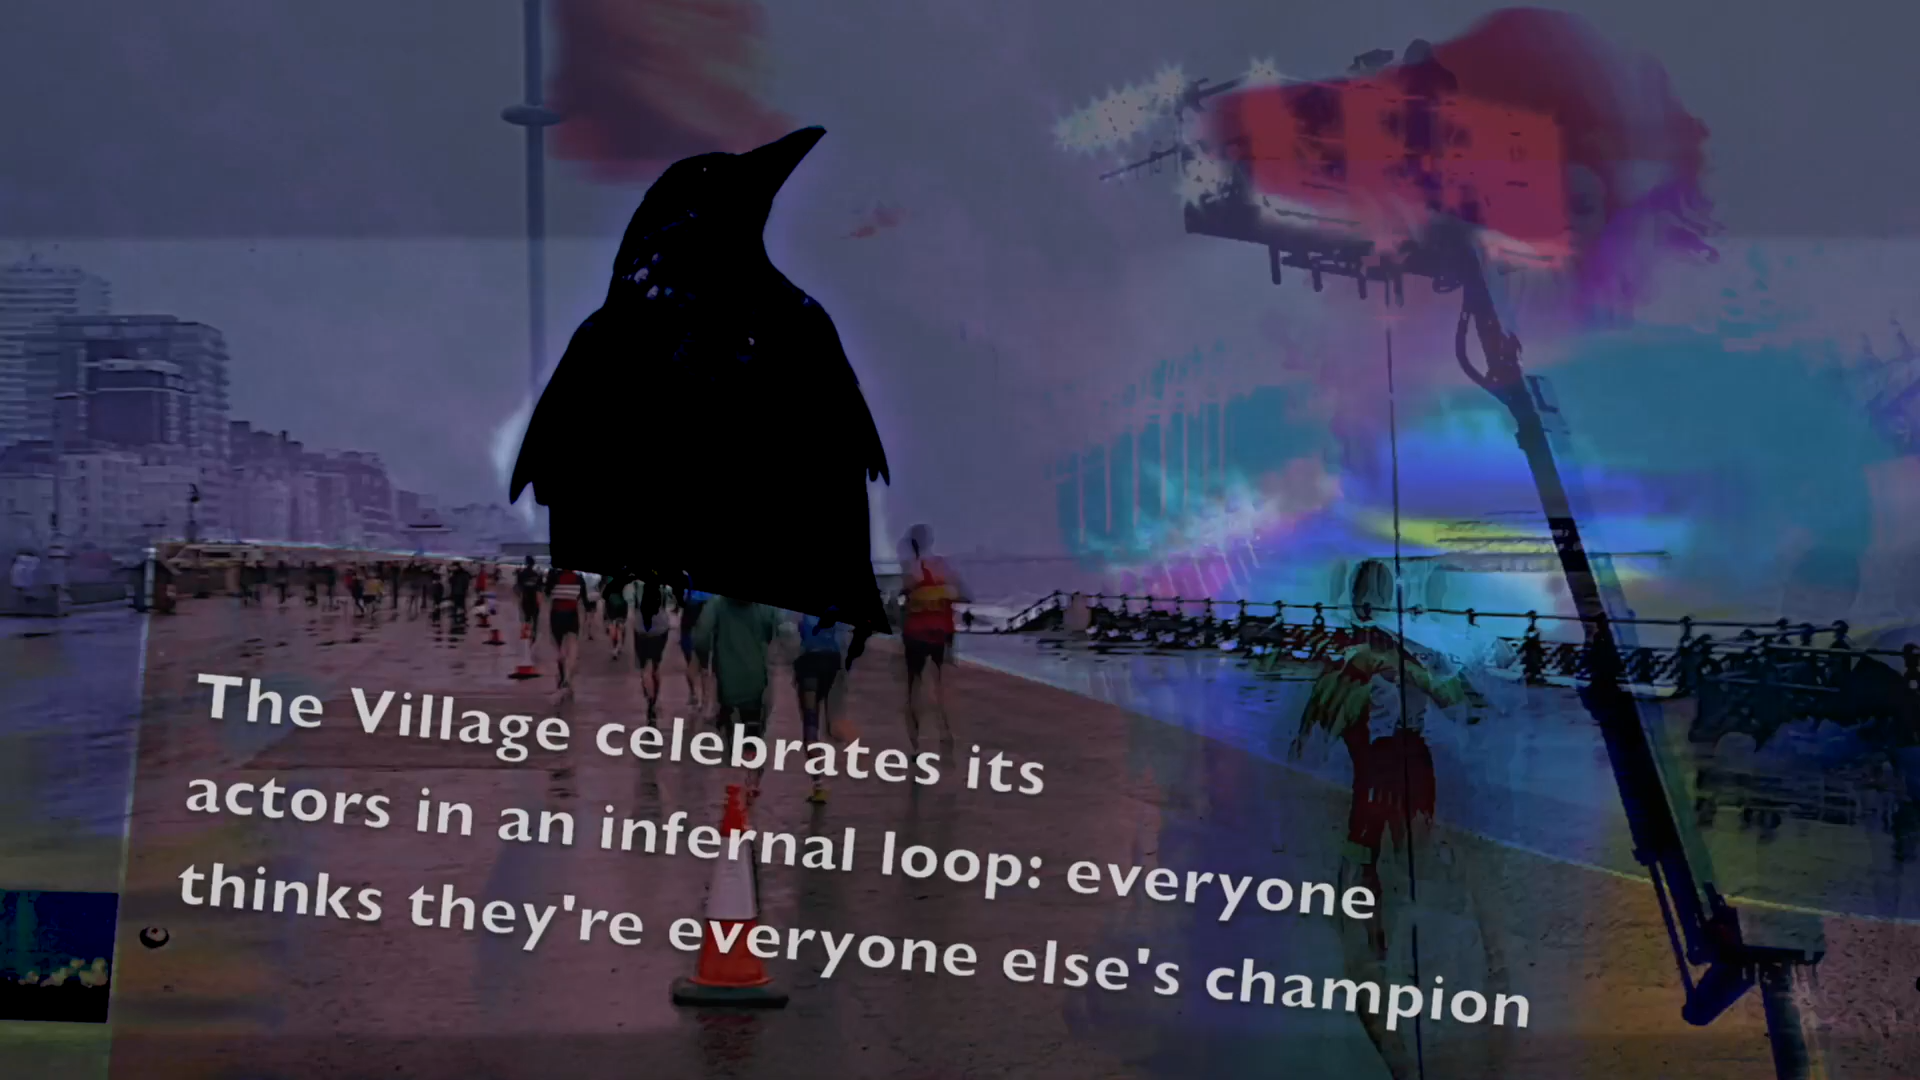 The Village celebrates its
actors in an infernal loop: everyone
thinks they're everyone else's champion